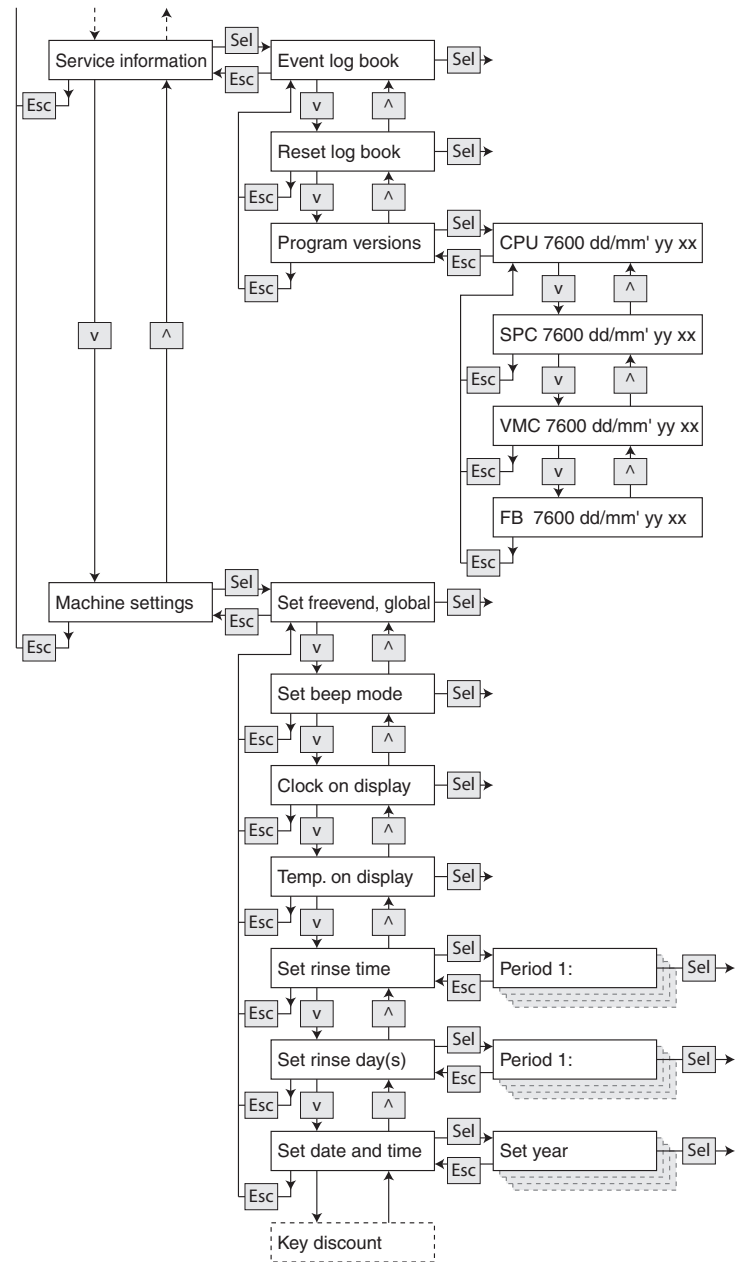 Sel
Service information
Event log book
Sel
Esc
Esc
v
^
Reset log book
Sel
Esc
v
^
Program versions
Sel
CPU 7600 dd/mm' yy xx
Esc
Esc
v
^
v
^
SPC 7600 dd/mm' yy xx
Esc
v
^
VMC 7600 dd/mm' yy xx
Esc
v
^
FB 7600 dd/mm' yy xx
Esc
Sel
Machine settings
Set freevend, global
Sel
Esc
Esc
v
^
Set beep mode
Sel
Esc
v
^
Clock on display
Sel
Esc
v
^
Temp. on display
Sel
Esc
v
^
Sel
Set rinse time
Period 1:
Sel
Esc
Esc
v
^
Sel
Set rinse day(s)
Period 1:
Sel
Esc
Esc
v
^
Sel
Set date and time
Set year
Sel
Esc
Esc
Key discount